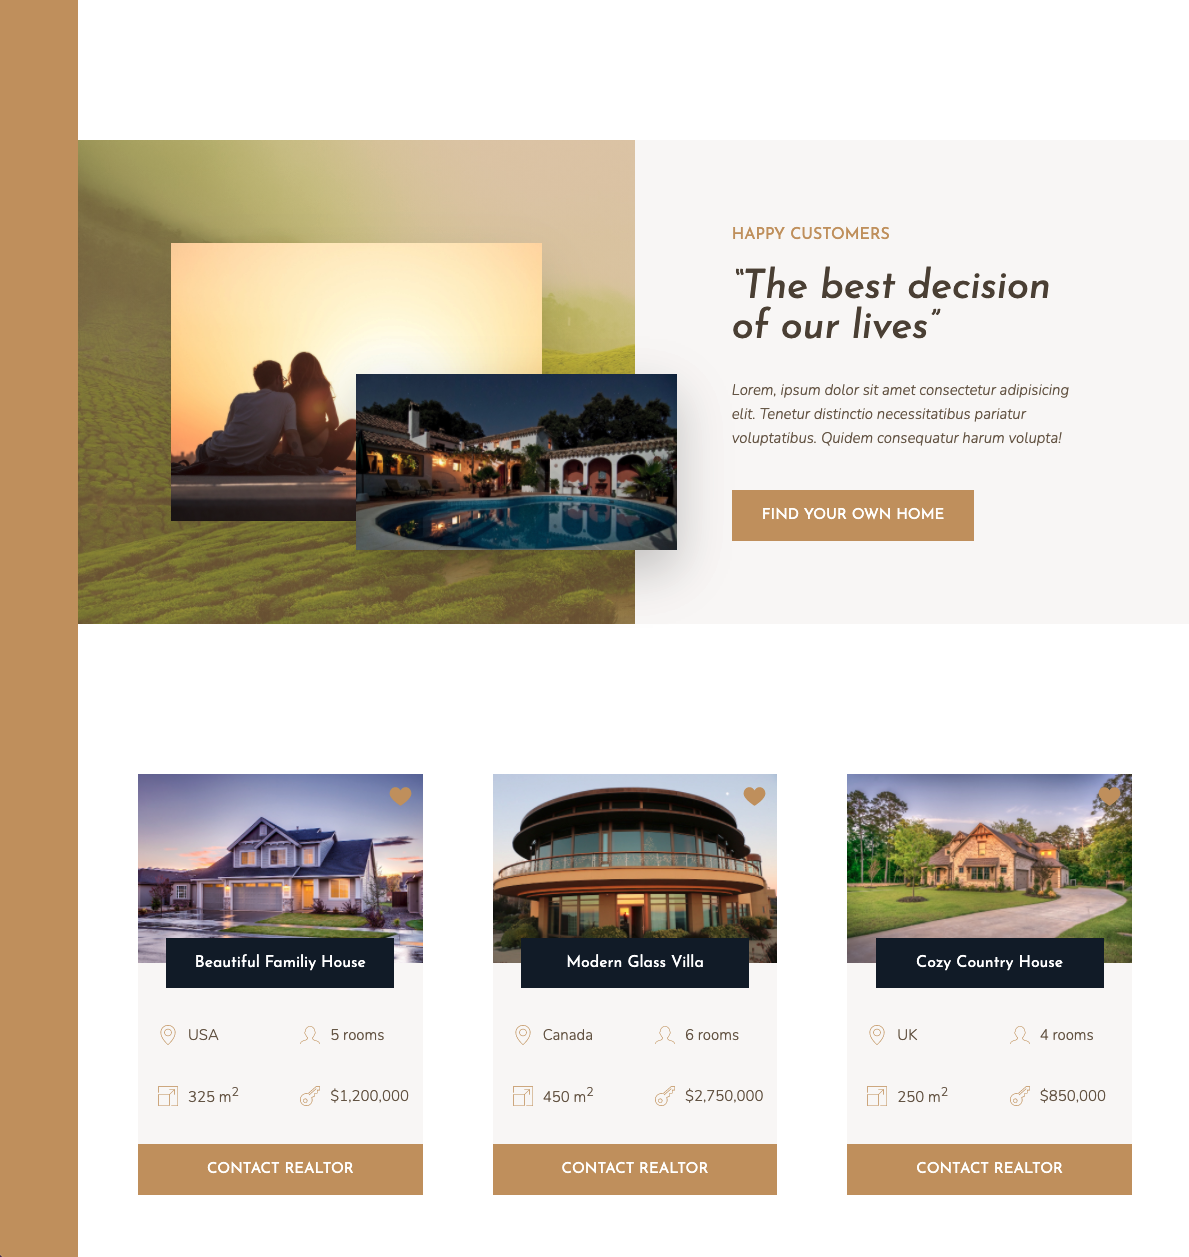 HAPPY CUSTOMERS
“The best decision
of our lives”
Lorem, ipsum dolor sit amet consectetur adipisicing
elit. Tenetur distinctio necessitatibus pariatur
voluptatibus. Quidem consequatur harum volupta!
FIND YOUR OWN HOME
Beautiful Familiy House
USA
5 rooms
325 m²
$1,200,000
CONTACT REALTOR
Modern Glass Villa
Canada
6 rooms
450 m²
$2,750,000
CONTACT REALTOR
Cozy Country House
UK
4 rooms
250 m²
$850,000
CONTACT REALTOR